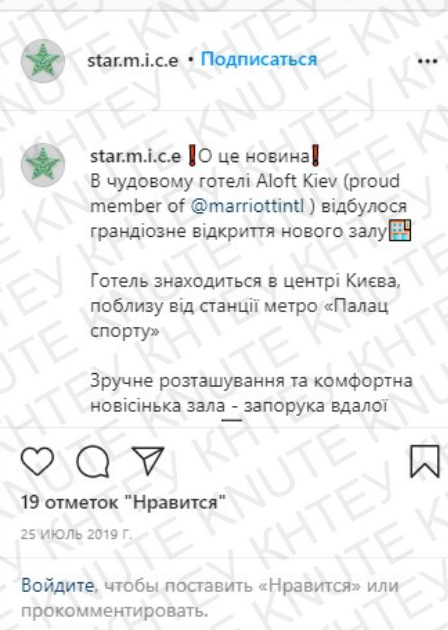 star.m.i.c.e • Подписаться
star.m.i.c.e ❗О це новина❗
В чудовому готелі Aloft Kiev (proud
member of @marriottintl ) відбулося
грандіозне відкриття нового залу🏨
Готель знаходиться в центрі Києва,
поблизу від станції метро «Палац
спорту»
Зручне розташування та комфортна
новісінька зала - запорука вдалої
19 отметок "Нравится"
25 ИЮЛЬ 2019 Г.
Войдите, чтобы поставить «Нравится» или
прокомментировать.
КНТЕУ KNUTE